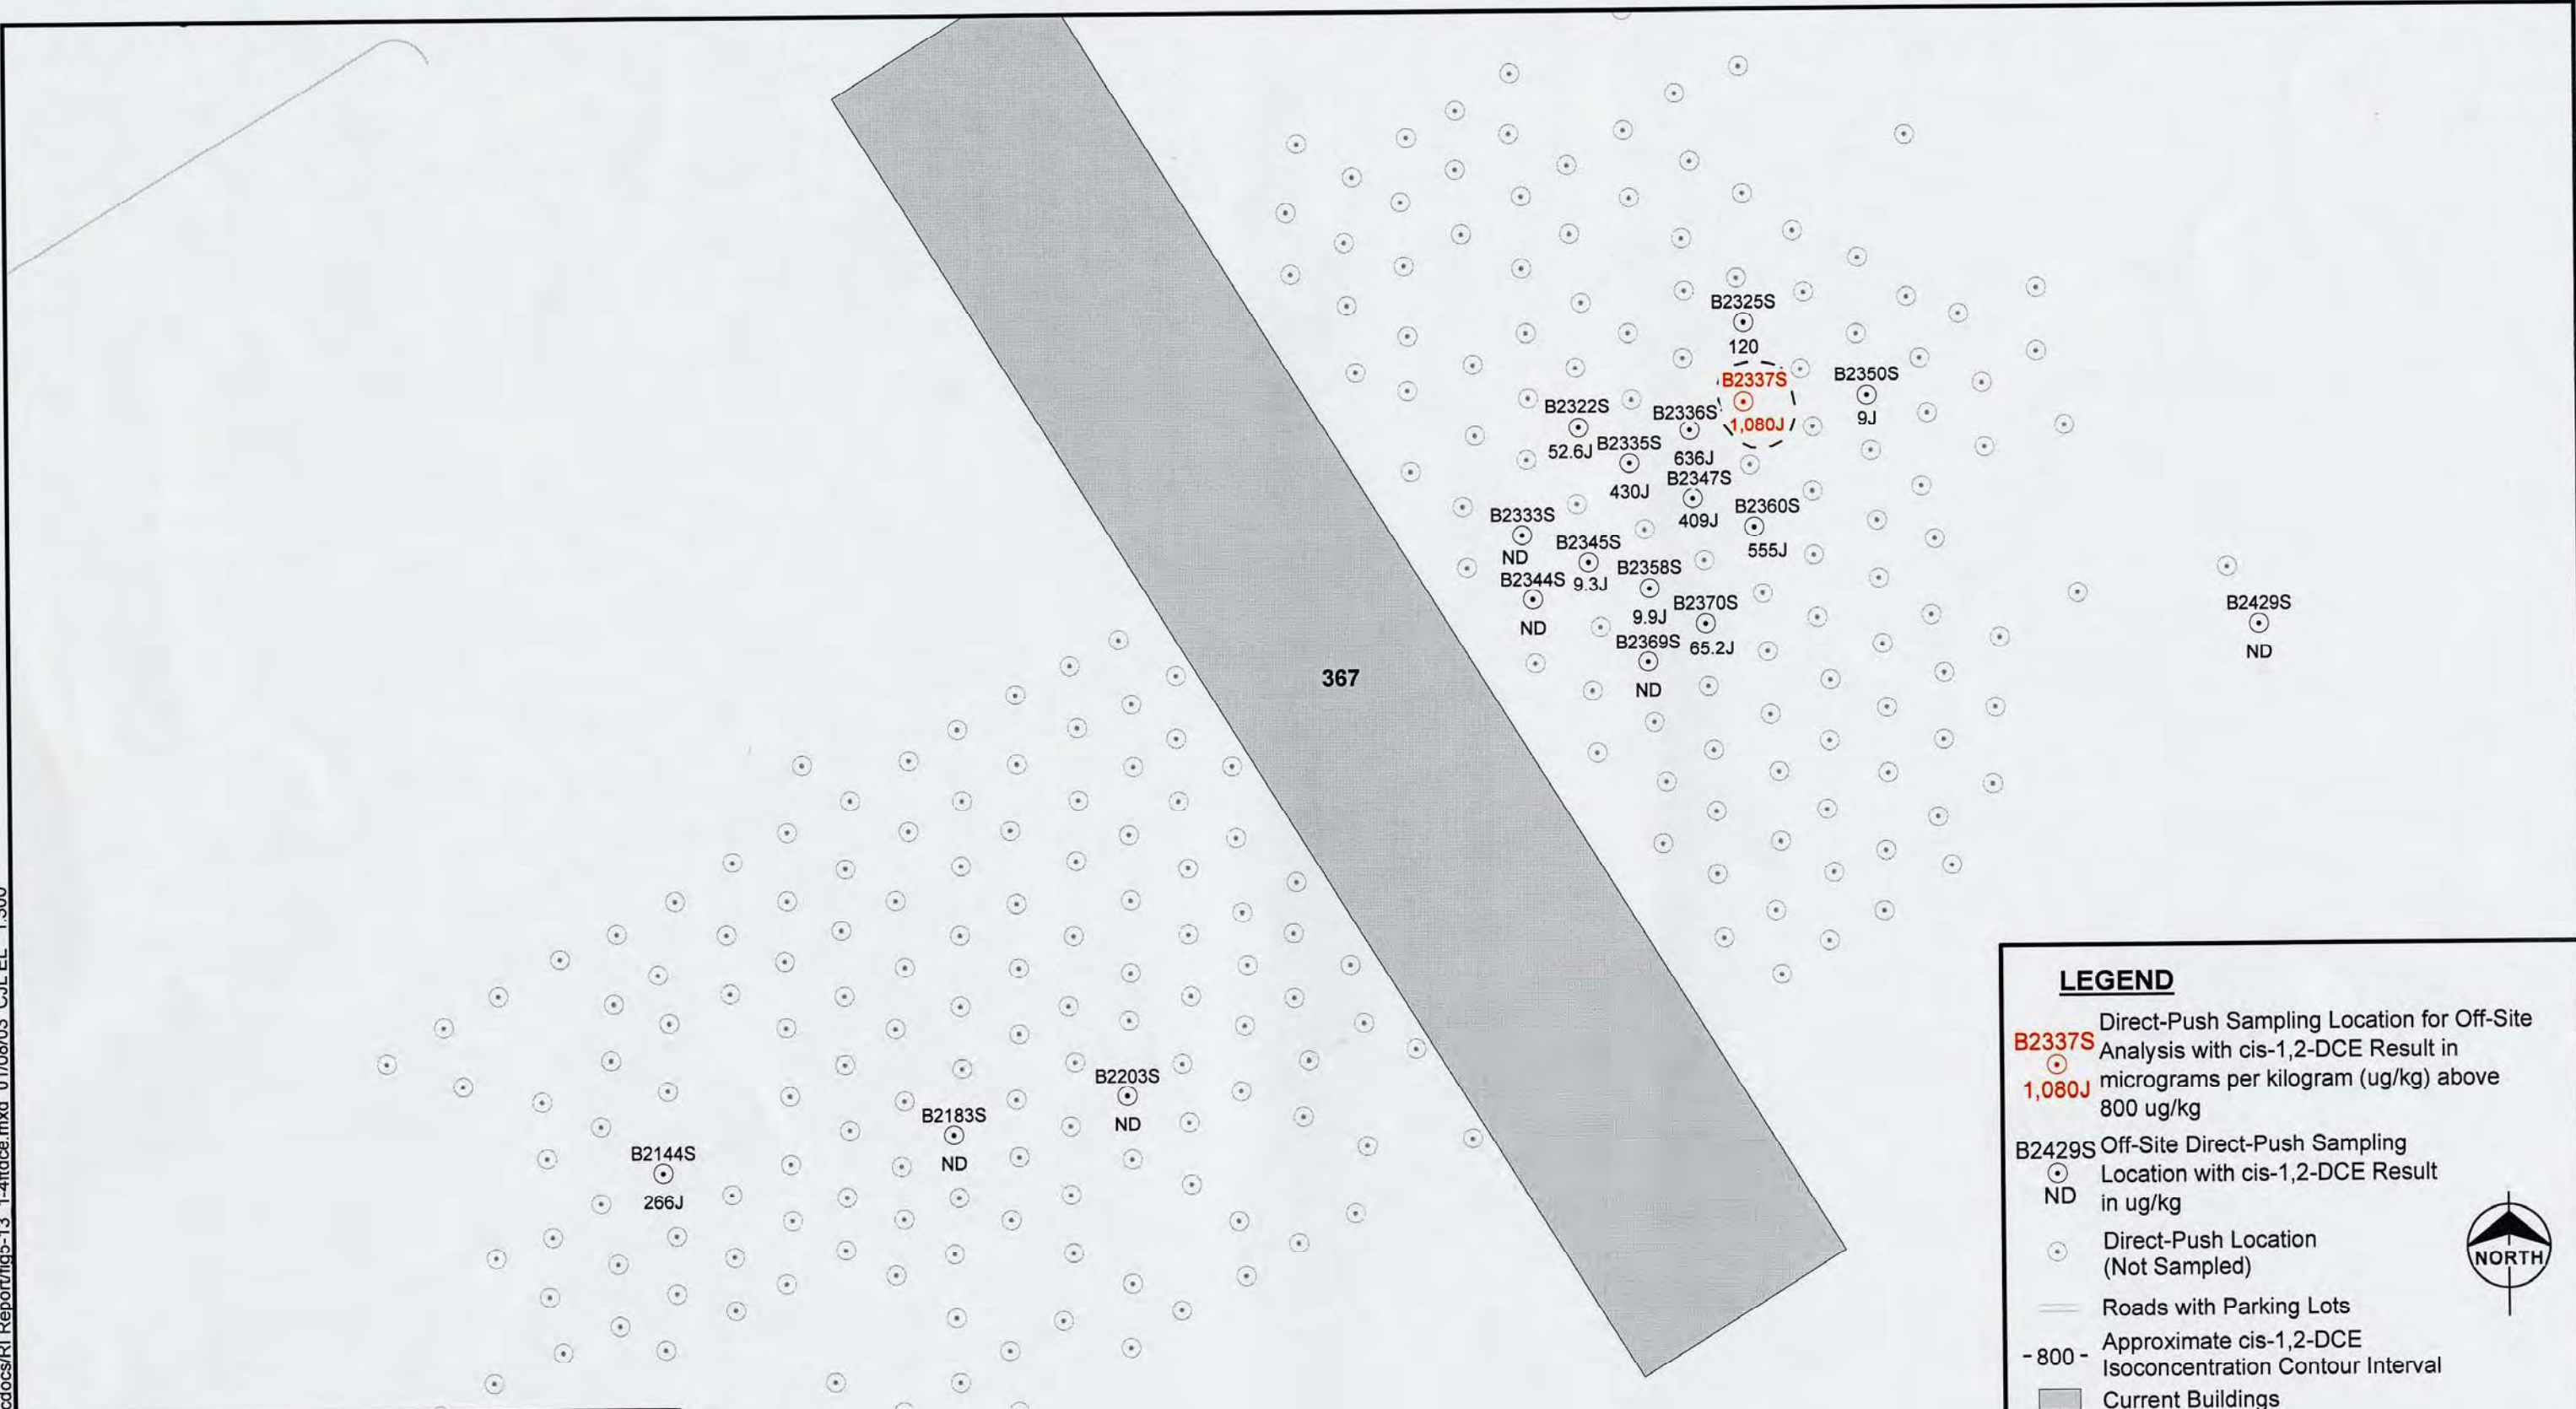 B2325S
120
B2337S
1,080J
B2350S
9J
B2322S
52.6J
B2336S
636J
B2335S
430J
B2347S
409J
B2360S
555J
B2333S
ND
B2345S
9.3J
B2344S
ND
B2358S
9.9J
B2370S
65.2J
B2369S
ND
B2429S
ND
367
B2203S
ND
B2183S
ND
B2144S
266J
LEGEND
B2337S
1,080J
Direct-Push Sampling Location for Off-Site
Analysis with cis-1,2-DCE Result in
micrograms per kilogram (ug/kg) above
800 ug/kg
B2429S
ND
Off-Site Direct-Push Sampling
Location with cis-1,2-DCE Result
in ug/kg
Direct-Push Location
(Not Sampled)
Roads with Parking Lots
- 800 -
Approximate cis-1,2-DCE
Isoconcentration Contour Interval
Current Buildings
NORTH